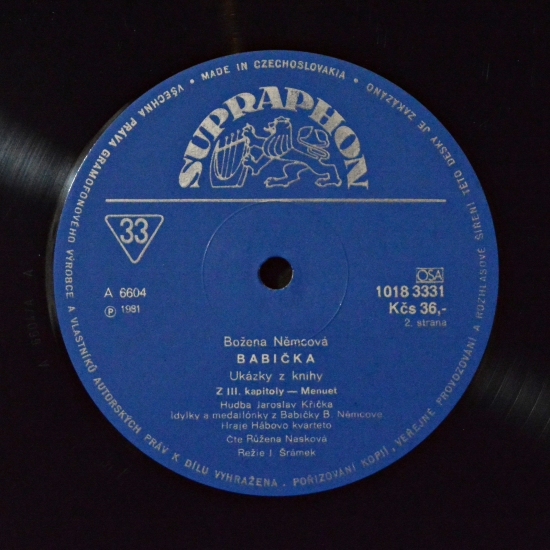 • MADE IN CZECHOSLOVAKIA •
VŠECHNA PRÁVA GRAMOFONOVÉHO VÝROBCE A VLASTNÍKŮ AUTORSKÝCH PRÁV K DÍLU VYHRAŽENA. POŘIZOVÁNÍ KOPIÍ, VEŘEJNÉ PROVOZOVÁNÍ A ROZHLASOVÉ ŠÍŘENÍ TÉTO DESKY JE ZAKÁZÁNO
SUPRAPHON
33
OSA
A 6604
1018 3331
Ⓟ 1981
Kčs 36,-
2. strana
Božena Němcová
BABIČKA
Ukázky z knihy
Z III. kapitoly — Menuet
Hudba Jaroslav Křička
Idylky a medailónky z Babičky B. Němcové
Hraje Hábovo kvarteto
Čte Růžena Nasková
Režie J. Šrámek